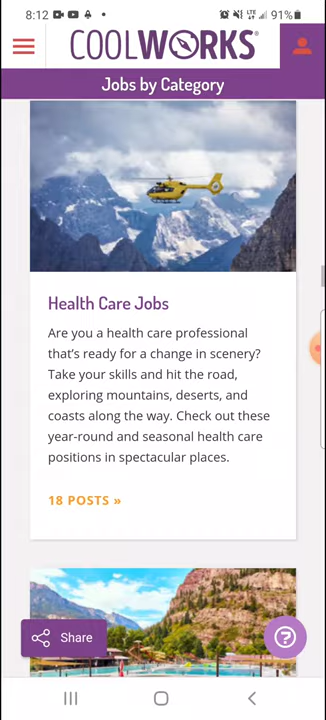 8:12 LTE 91%
COOLWORKS®
Jobs by Category
Health Care Jobs
Are you a health care professional
that's ready for a change in scenery?
Take your skills and hit the road,
exploring mountains, deserts, and
coasts along the way. Check out these
year-round and seasonal health care
positions in spectacular places.
18 POSTS »
Share
?